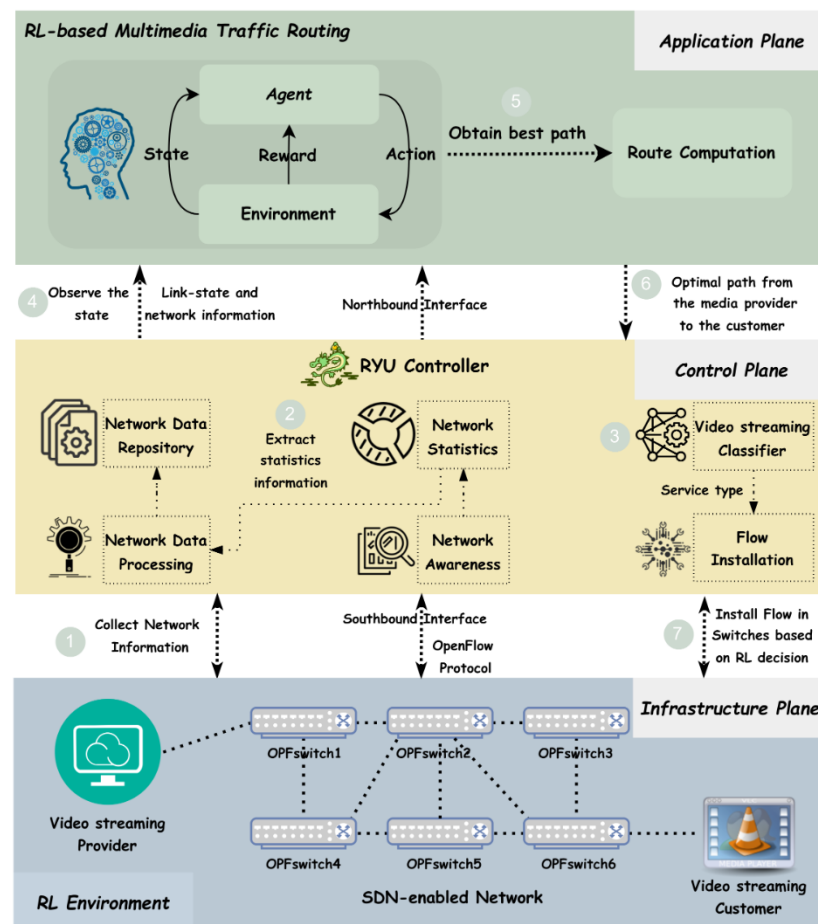 RL-based Multimedia Traffic Routing
Application Plane
Agent
State
Reward
Action
Environment
5
Obtain best path
Route Computation
4
Observe the
state
Link-state and
network information
Northbound Interface
6
Optimal path from
the media provider
to the customer
RYU Controller
Control Plane
Network Data
Repository
2
Extract
statistics
information
Network
Statistics
3
Video streaming
Classifier
Service type
Network Data
Processing
Network
Awareness
Flow
Installation
1
Collect Network
Information
Southbound Interface
OpenFlow
Protocol
7
Install Flow in
Switches based
on RL decision
Infrastructure Plane
OPFswitch1
OPFswitch2
OPFswitch3
Video streaming
Provider
OPFswitch4
OPFswitch5
OPFswitch6
MEDIA PLAYER
RL Environment
SDN-enabled Network
Video streaming
Customer